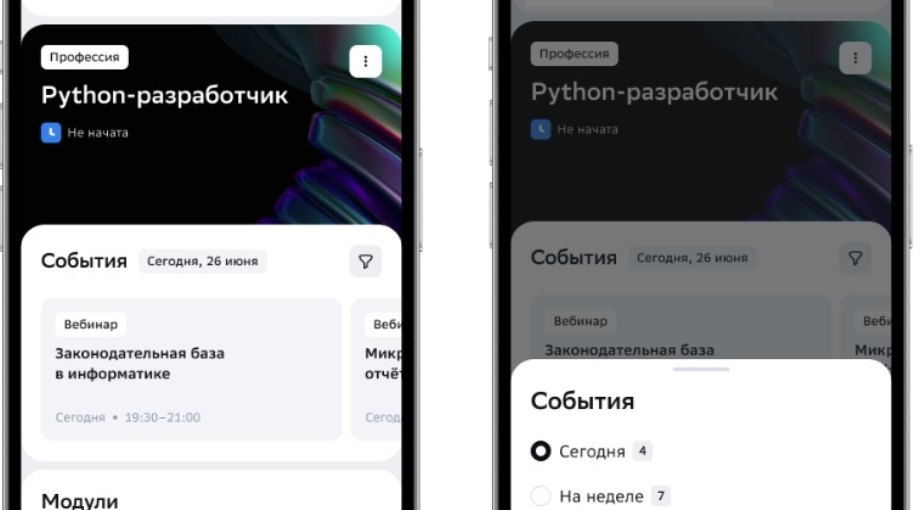 Профессия
Python-разработчик
Не начата
События
Сегодня, 26 июня
Вебинар
Законодательная база
в информатике
Сегодня • 19:30–21:00
Модули
Профессия
Python-разработчик
Не начата
События
Сегодня, 26 июня
Вебинар
Законодательная база
События
Сегодня 4
На неделе 7